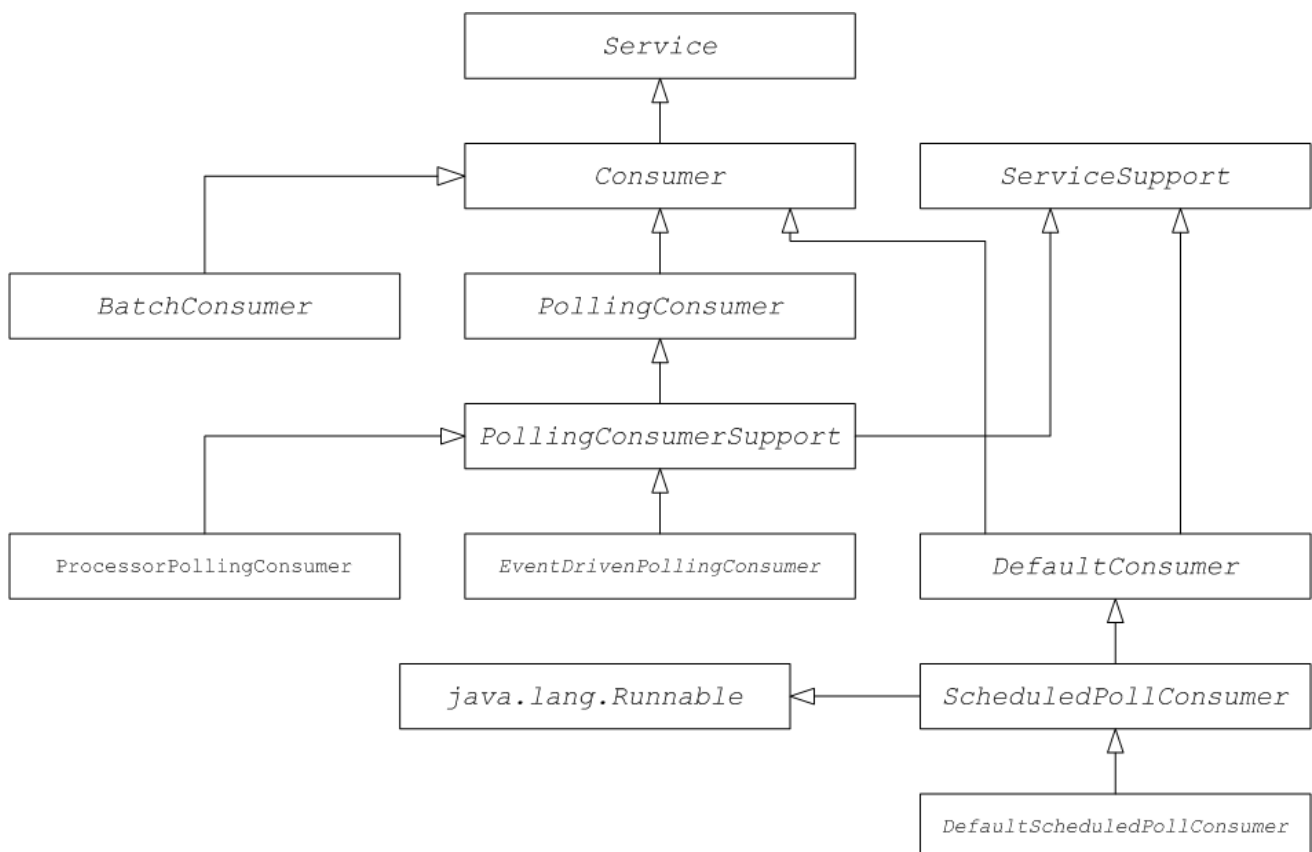 Service
Consumer
ServiceSupport
BatchConsumer
PollingConsumer
PollingConsumerSupport
ProcessorPollingConsumer
EventDrivenPollingConsumer
DefaultConsumer
java.lang.Runnable
ScheduledPollConsumer
DefaultScheduledPollConsumer